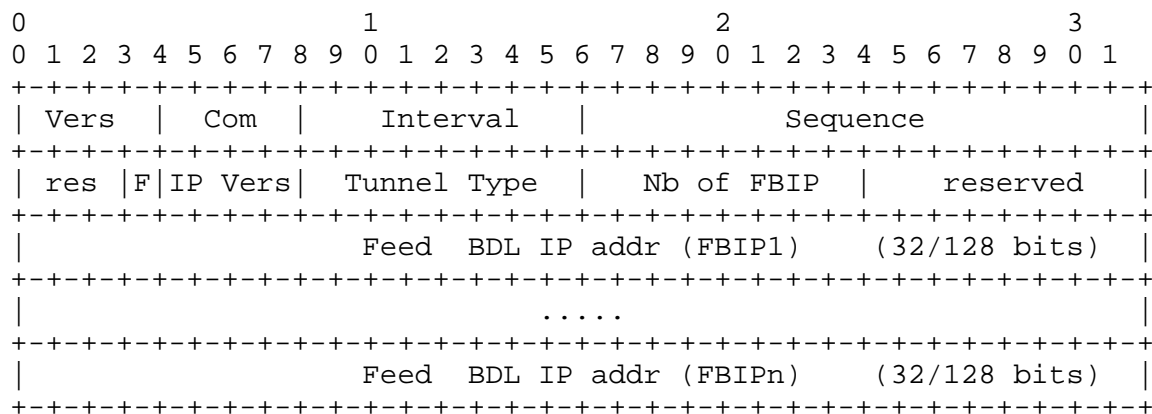 0                   1                   2                   3
0 1 2 3 4 5 6 7 8 9 0 1 2 3 4 5 6 7 8 9 0 1 2 3 4 5 6 7 8 9 0 1
+-+-+-+-+-+-+-+-+-+-+-+-+-+-+-+-+-+-+-+-+-+-+-+-+-+-+-+-+-+-+-+-+
| Vers  |  Com  |    Interval   |           Sequence            |
+-+-+-+-+-+-+-+-+-+-+-+-+-+-+-+-+-+-+-+-+-+-+-+-+-+-+-+-+-+-+-+-+
| res |F|IP Vers|  Tunnel Type  |   Nb of FBIP  |    reserved   |
+-+-+-+-+-+-+-+-+-+-+-+-+-+-+-+-+-+-+-+-+-+-+-+-+-+-+-+-+-+-+-+-+
|                   Feed  BDL IP addr (FBIP1)    (32/128 bits)  |
+-+-+-+-+-+-+-+-+-+-+-+-+-+-+-+-+-+-+-+-+-+-+-+-+-+-+-+-+-+-+-+-+
|                             .....                             |
+-+-+-+-+-+-+-+-+-+-+-+-+-+-+-+-+-+-+-+-+-+-+-+-+-+-+-+-+-+-+-+-+
|                   Feed  BDL IP addr (FBIPn)    (32/128 bits)  |
+-+-+-+-+-+-+-+-+-+-+-+-+-+-+-+-+-+-+-+-+-+-+-+-+-+-+-+-+-+-+-+-+